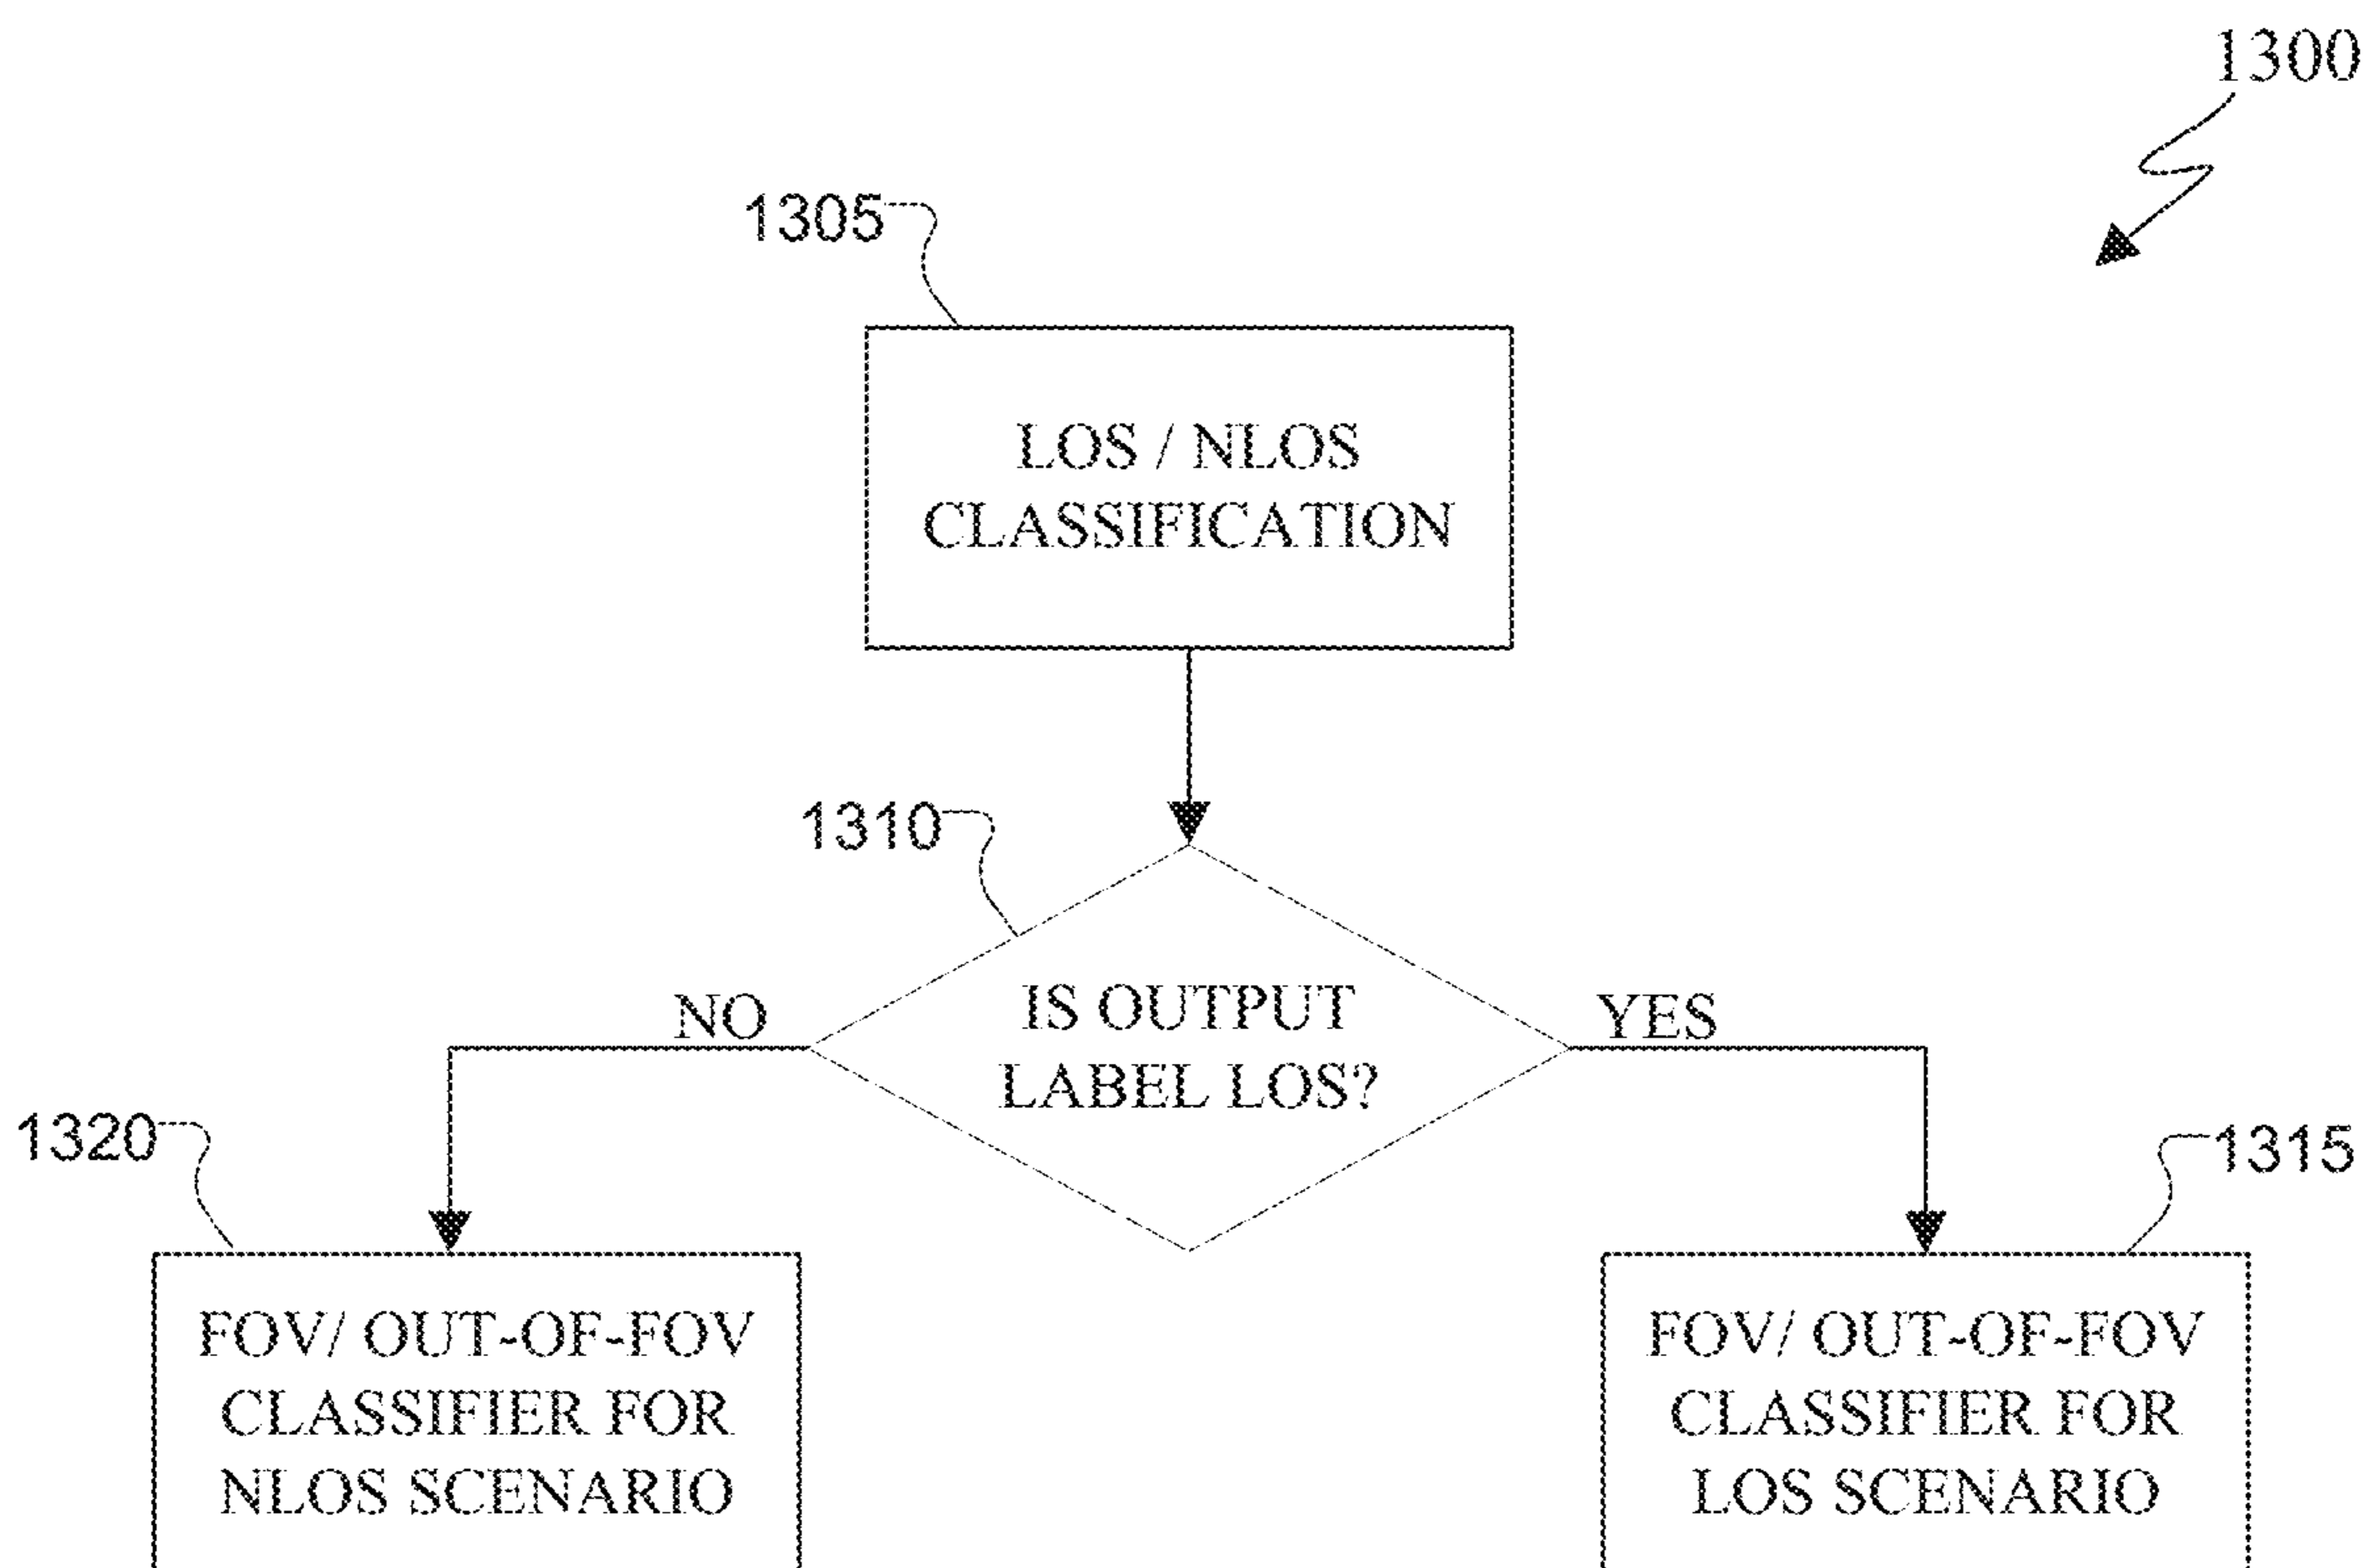 1300
1305
LOS / NLOS
CLASSIFICATION
1310
IS OUTPUT
LABEL LOS?
NO
YES
1320
1315
FOV/ OUT-OF-FOV
CLASSIFIER FOR
NLOS SCENARIO
FOV/ OUT-OF-FOV
CLASSIFIER FOR
LOS SCENARIO